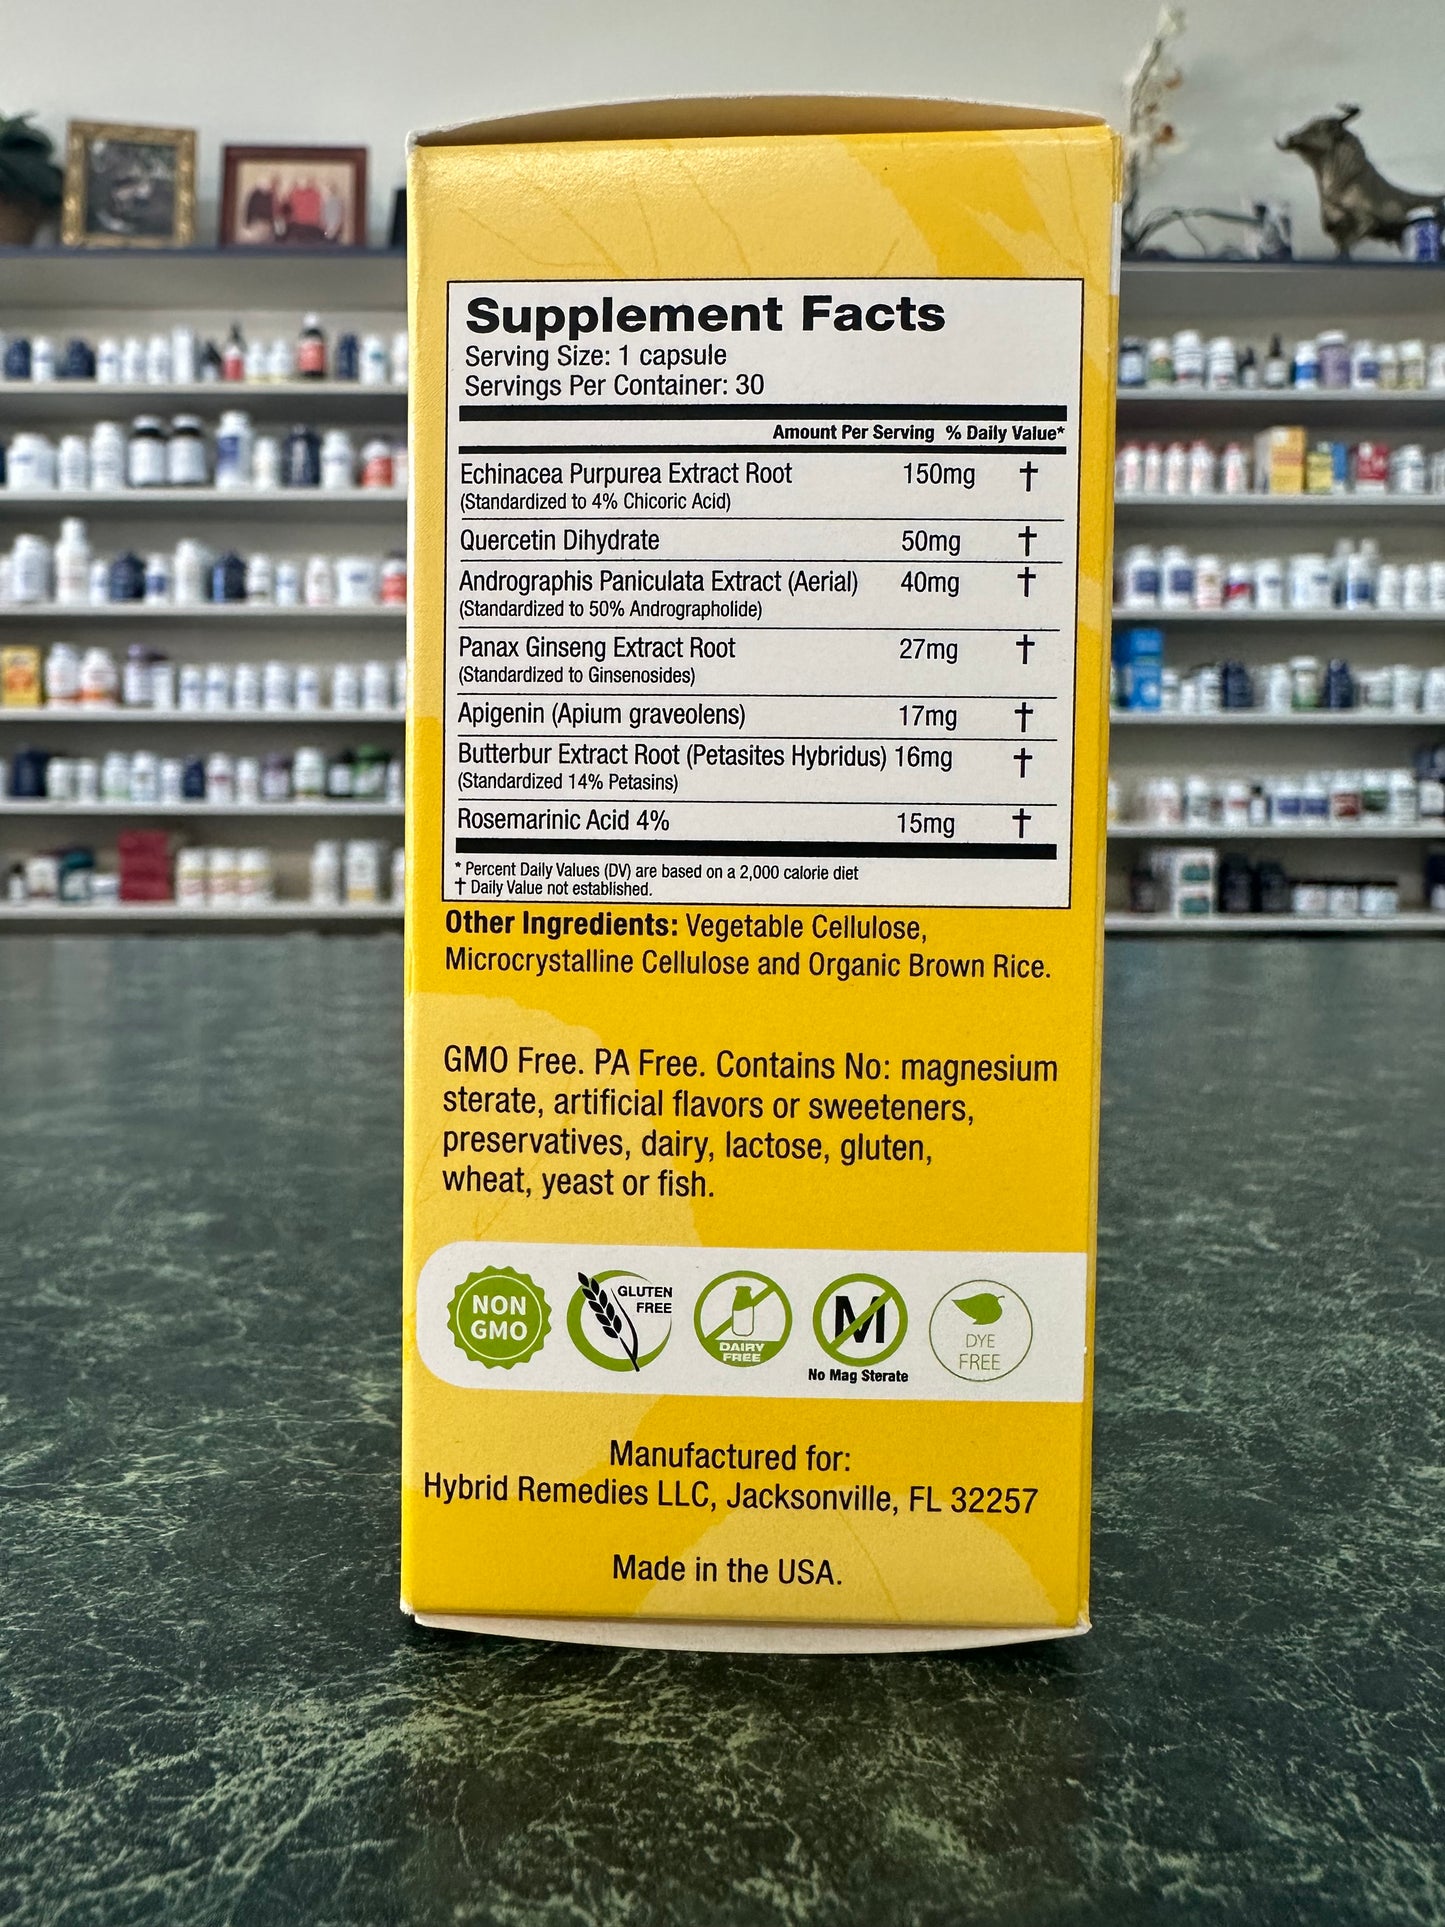 Supplement Facts
Serving Size: 1 capsule
Servings Per Container: 30
Amount Per Serving % Daily Value*
Echinacea Purpurea Extract Root 150mg †
(Standardized to 4% Chicoric Acid)
Quercetin Dihydrate 50mg †
Andrographis Paniculata Extract (Aerial) 40mg †
(Standardized to 50% Andrographolide)
Panax Ginseng Extract Root 27mg †
(Standardized to Ginsenosides)
Apigenin (Apium graveolens) 17mg †
Butterbur Extract Root (Petasites Hybridus) 16mg †
(Standardized 14% Petasins)
Rosemarinic Acid 4% 15mg †
* Percent Daily Values (DV) are based on a 2,000 calorie diet
† Daily Value not established.
Other Ingredients: Vegetable Cellulose,
Microcrystalline Cellulose and Organic Brown Rice.
GMO Free. PA Free. Contains No: magnesium
sterate, artificial flavors or sweeteners,
preservatives, dairy, lactose, gluten,
wheat, yeast or fish.
NON
GMO
GLUTEN
FREE
DAIRY
FREE
M
No Mag Sterate
DYE
FREE
Manufactured for:
Hybrid Remedies LLC, Jacksonville, FL 32257
Made in the USA.